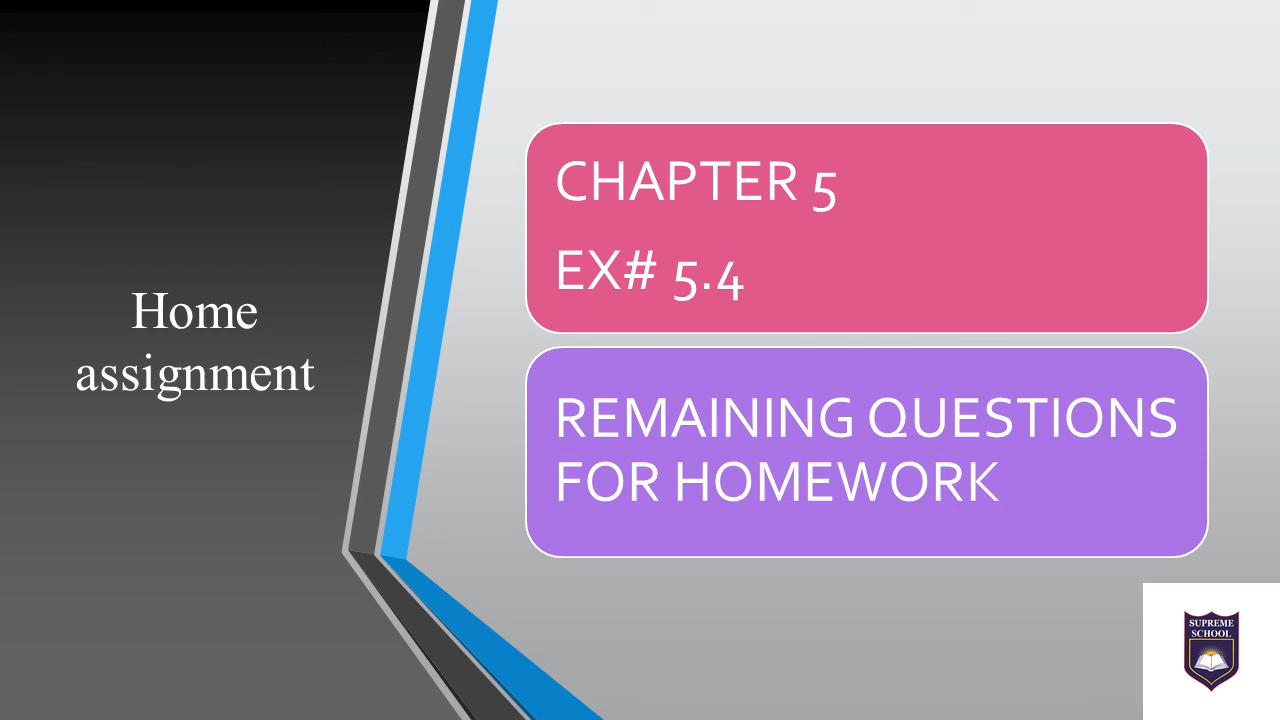 Home
assignment
CHAPTER 5
EX# 5.4
REMAINING QUESTIONS
FOR HOMEWORK
SUPREME
SCHOOL